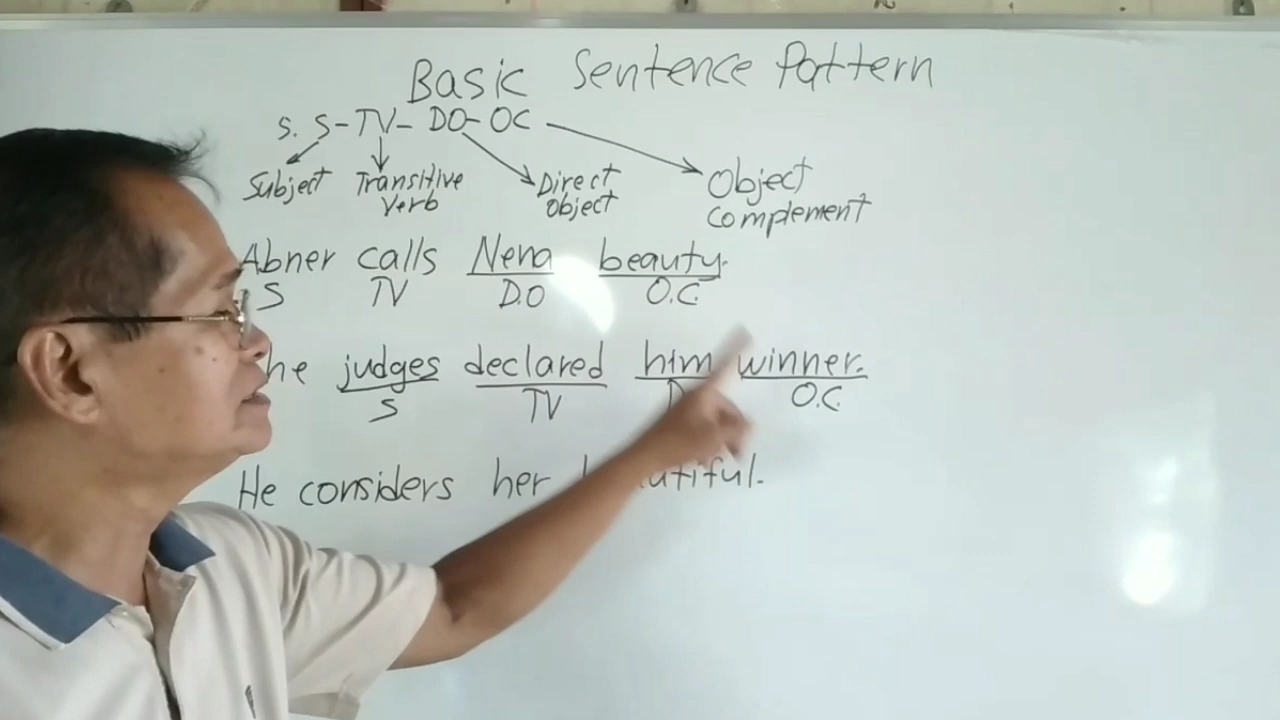 Basic Sentence Pattern
5. S-TV-DO-OC
Subject Transitive Verb Direct Object Object Complement
Abner calls Nena beauty.
S TV D.O O.C.
judges declared him winner.
S TV O.C.
He considers her